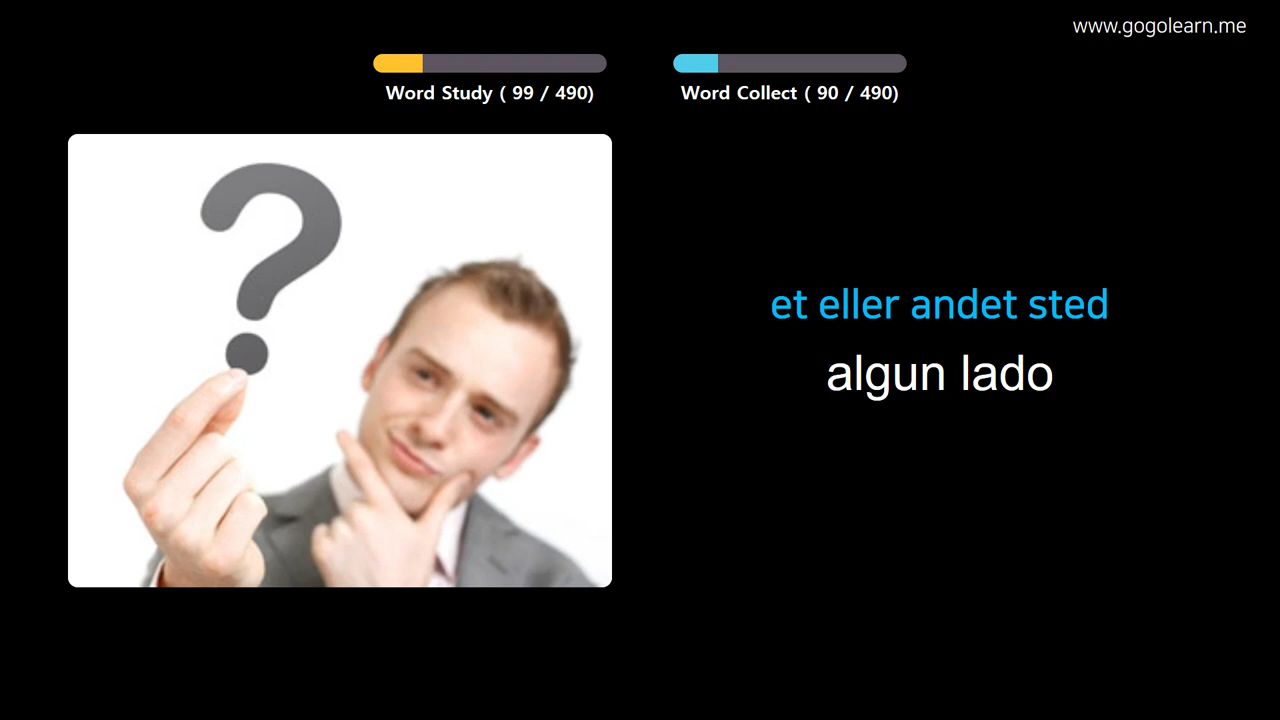 www.gogolearn.me
Word Study ( 99 / 490)
Word Collect ( 90 / 490)
?
et eller andet sted
algun lado